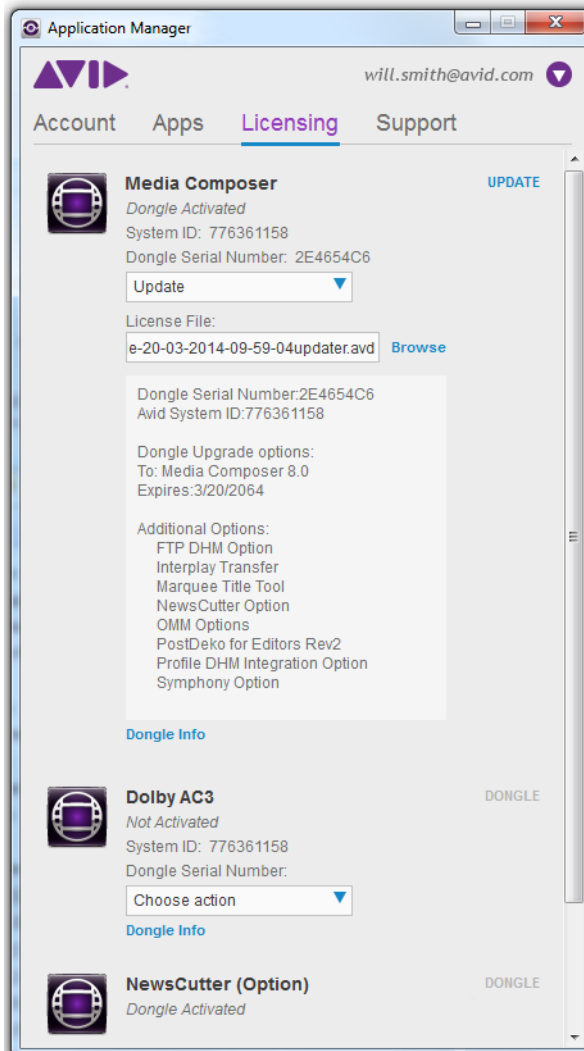 Application Manager
AVID
will.smith@avid.com
Account Apps Licensing Support
Media Composer UPDATE
Dongle Activated
System ID: 776361158
Dongle Serial Number: 2E4654C6
Update
License File:
e-20-03-2014-09-59-04updater.avd Browse
Dongle Serial Number:2E4654C6
Avid System ID:776361158
Dongle Upgrade options:
To: Media Composer 8.0
Expires:3/20/2064
Additional Options:
FTP DHM Option
Interplay Transfer
Marquee Title Tool
NewsCutter Option
OMM Options
PostDeko for Editors Rev2
Profile DHM Integration Option
Symphony Option
Dongle Info
Dolby AC3 DONGLE
Not Activated
System ID: 776361158
Dongle Serial Number:
Choose action
Dongle Info
NewsCutter (Option) DONGLE
Dongle Activated